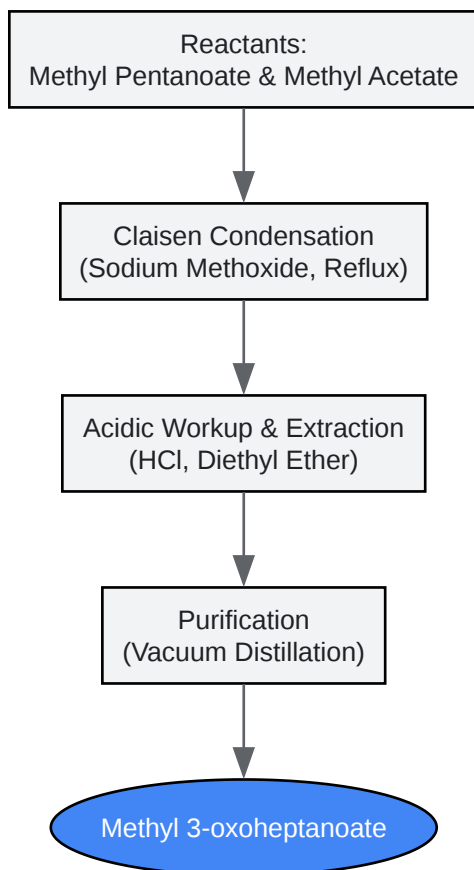 Reactants:
Methyl Pentanoate & Methyl Acetate
Claisen Condensation
(Sodium Methoxide, Reflux)
Acidic Workup & Extraction
(HCl, Diethyl Ether)
Purification
(Vacuum Distillation)
Methyl 3-oxoheptanoate